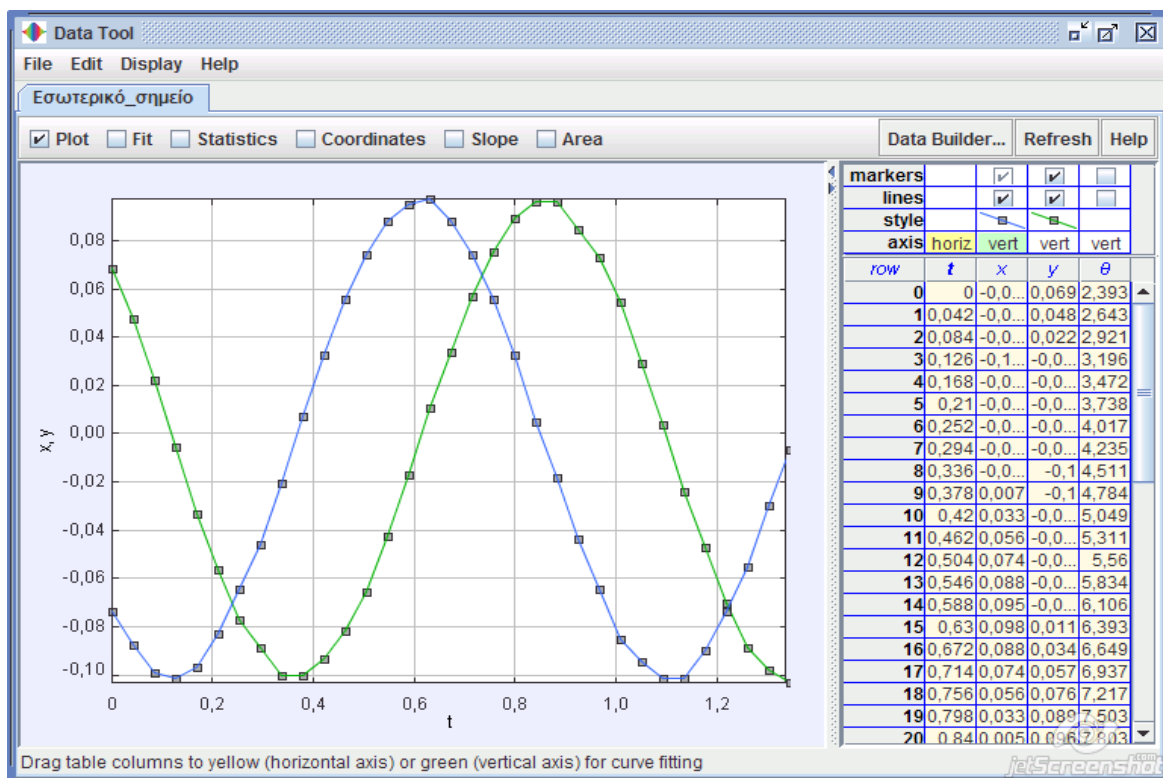 Data Tool
File Edit Display Help
Εσωτερικό_σημείο
Plot Fit Statistics Coordinates Slope Area Data Builder... Refresh Help
markers
lines
style
axis horiz vert vert vert
row t x y θ
0 0 -0,0... 0,069 2,393
1 0,042 -0,0... 0,048 2,643
2 0,084 -0,0... 0,022 2,921
3 0,126 -0,1... -0,0... 3,196
4 0,168 -0,0... -0,0... 3,472
5 0,21 -0,0... -0,0... 3,738
6 0,252 -0,0... -0,0... 4,017
7 0,294 -0,0... -0,0... 4,235
8 0,336 -0,0... -0,1 4,511
9 0,378 0,007 -0,1 4,784
10 0,42 0,033 -0,0... 5,049
11 0,462 0,056 -0,0... 5,311
12 0,504 0,074 -0,0... 5,56
13 0,546 0,088 -0,0... 5,834
14 0,588 0,095 -0,0... 6,106
15 0,63 0,098 0,011 6,393
16 0,672 0,088 0,034 6,649
17 0,714 0,074 0,057 6,937
18 0,756 0,056 0,076 7,217
19 0,798 0,033 0,089 7,503
20 0,84 0,005 0,096 7,803
0,08
0,06
0,04
0,02
0,00
-0,02
-0,04
-0,06
-0,08
-0,10
x, y
0 0,2 0,4 0,6 0,8 1,0 1,2
t
Drag table columns to yellow (horizontal axis) or green (vertical axis) for curve fitting
jetScreenshot.com